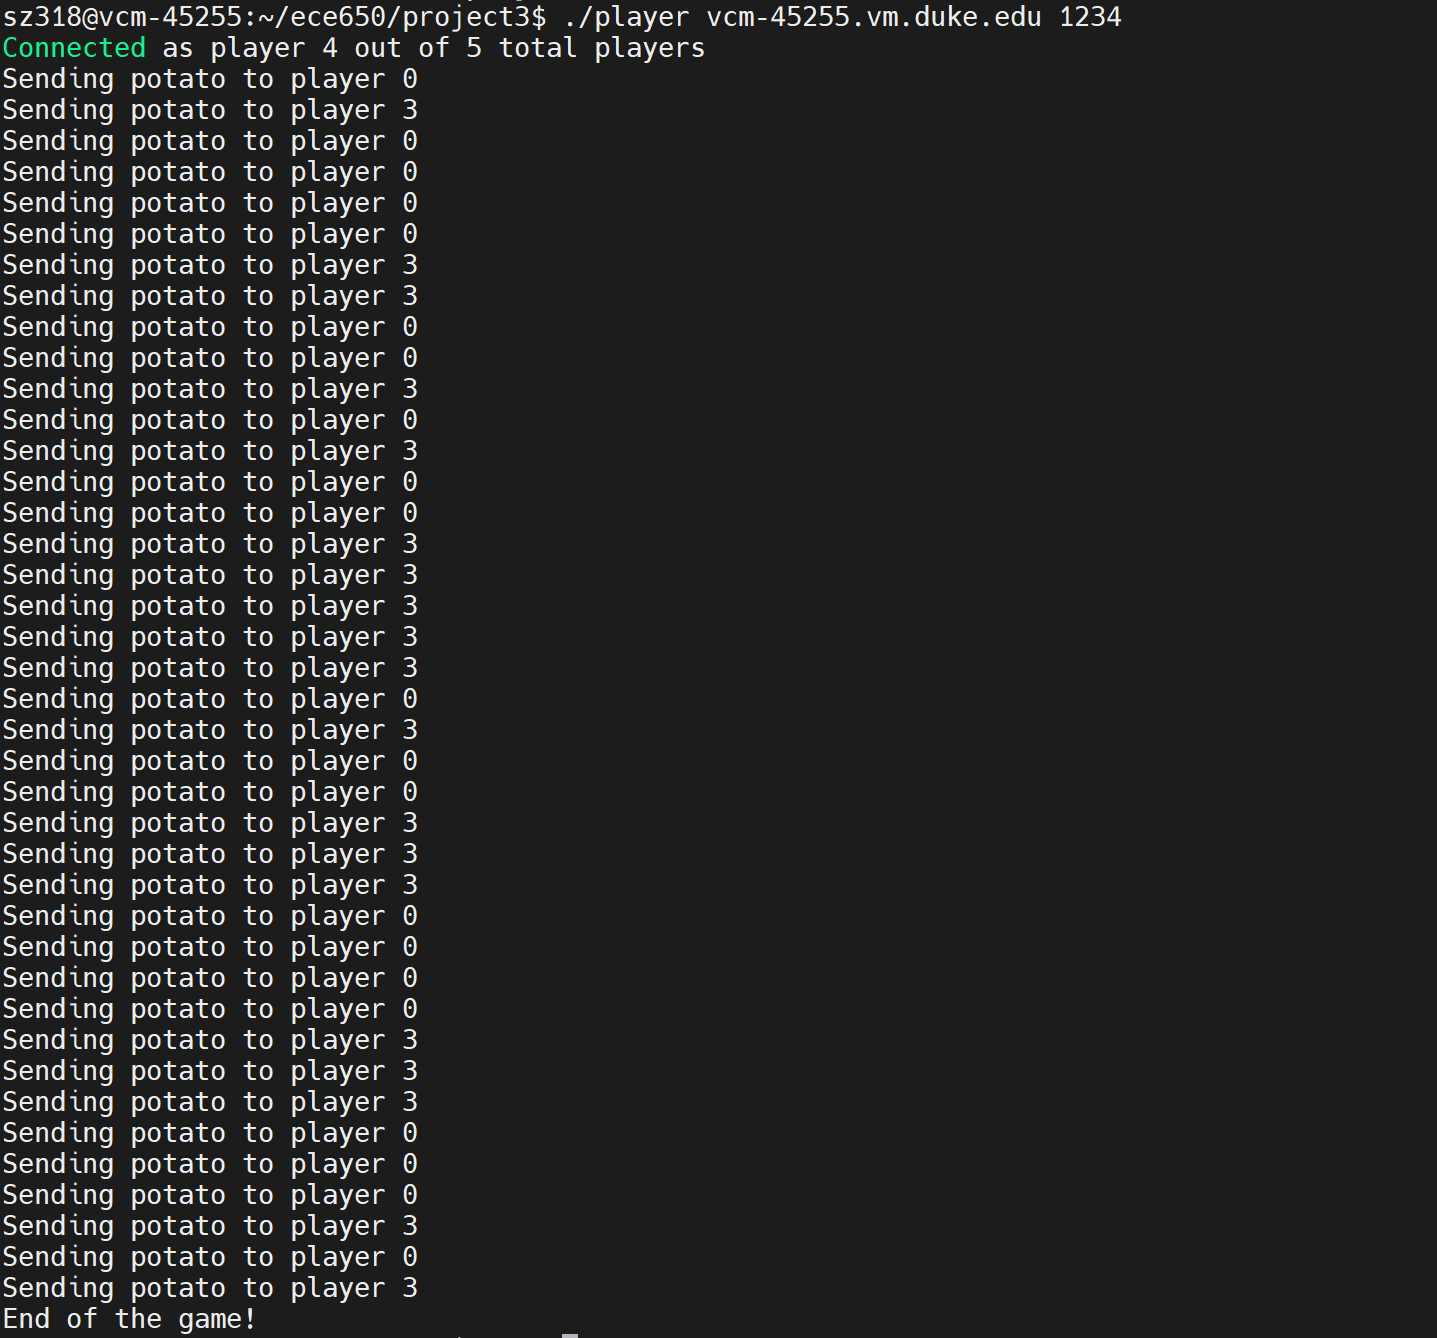 sz318@vcm-45255:~/ece650/project3$ ./player vcm-45255.vm.duke.edu 1234
Connected as player 4 out of 5 total players
Sending potato to player 0
Sending potato to player 3
Sending potato to player 0
Sending potato to player 0
Sending potato to player 0
Sending potato to player 0
Sending potato to player 3
Sending potato to player 3
Sending potato to player 0
Sending potato to player 0
Sending potato to player 3
Sending potato to player 0
Sending potato to player 3
Sending potato to player 0
Sending potato to player 0
Sending potato to player 3
Sending potato to player 3
Sending potato to player 3
Sending potato to player 3
Sending potato to player 3
Sending potato to player 0
Sending potato to player 3
Sending potato to player 0
Sending potato to player 0
Sending potato to player 3
Sending potato to player 3
Sending potato to player 3
Sending potato to player 0
Sending potato to player 0
Sending potato to player 0
Sending potato to player 0
Sending potato to player 3
Sending potato to player 3
Sending potato to player 3
Sending potato to player 0
Sending potato to player 0
Sending potato to player 0
Sending potato to player 3
Sending potato to player 0
Sending potato to player 3
End of the game!